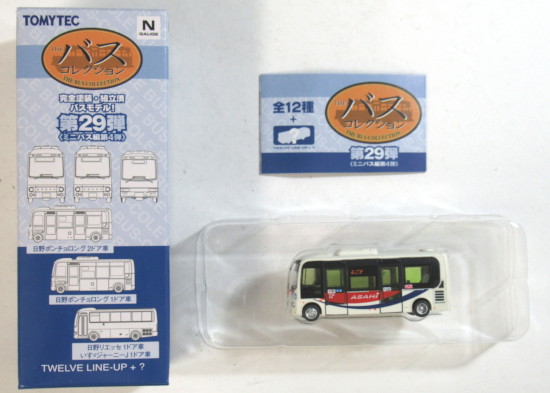 TOMYTEC
N
GAUGE
THE
バス
コレクション
THE BUS COLLECTION
完全塗装・組立済
バスモデル!
第29弾
〈ミニバス編第4弾〉
日野ポンチョロング 2ドア車
日野ポンチョロング 1ドア車
日野リエッセ 1ドア車
いすゞジャーニーJ 1ドア車
TWELVE LINE-UP + ?
全12種
+
TWELVE LINE-UP + ?
THE
バス
コレクション
THE BUS COLLECTION
第29弾
〈ミニバス編第4弾〉
ASAHI